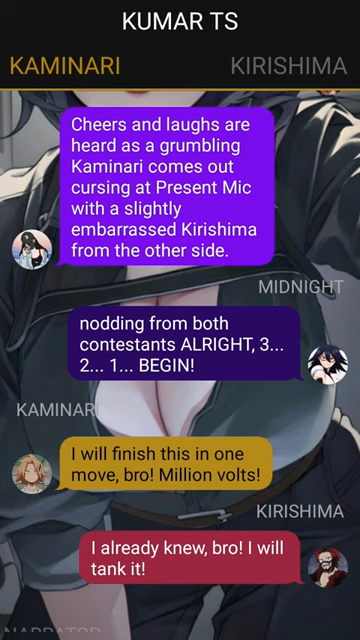 KUMAR TS
KAMINARI KIRISHIMA
Cheers and laughs are
heard as a grumbling
Kaminari comes out
cursing at Present Mic
with a slightly
embarrassed Kirishima
from the other side.
MIDNIGHT
nodding from both
contestants ALRIGHT, 3...
2... 1... BEGIN!
KAMINARI
I will finish this in one
move, bro! Million volts!
KIRISHIMA
I already knew, bro! I will
tank it!
NARRATOR